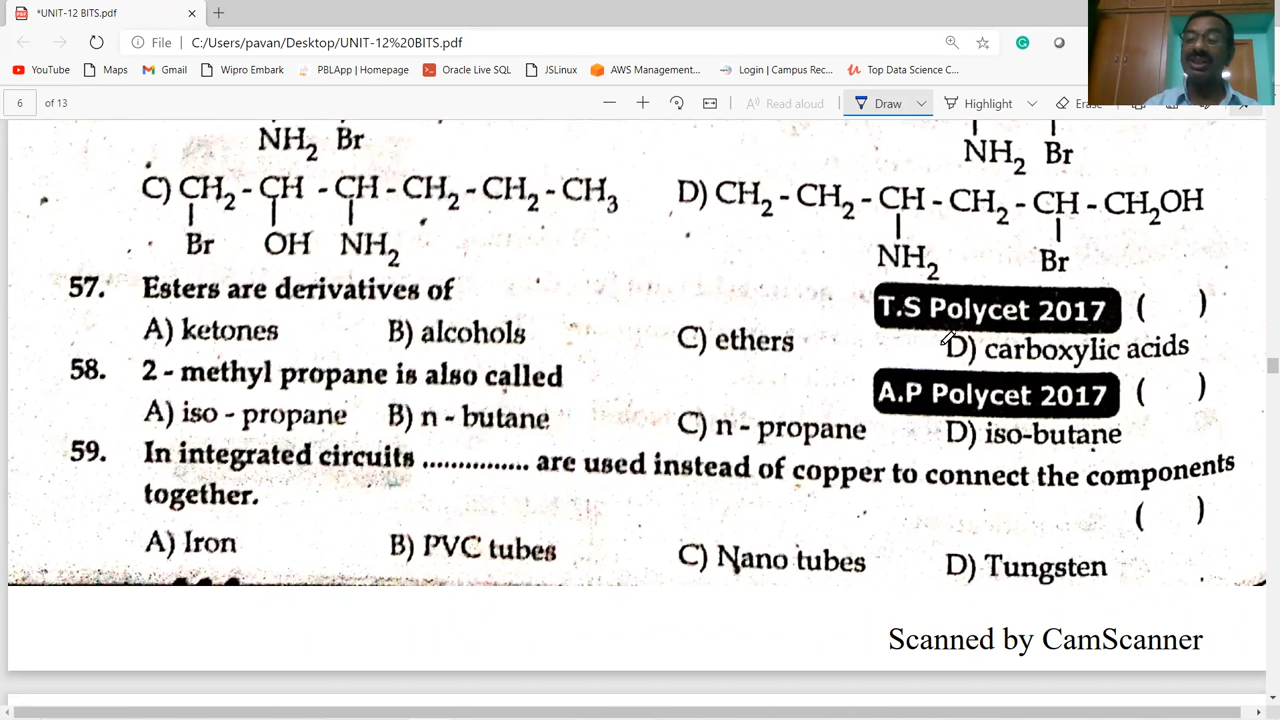 *UNIT-12 BITS.pdf
File C:/Users/pavan/Desktop/UNIT-12%20BITS.pdf
YouTube Maps Gmail Wipro Embark PBLApp | Homepage Oracle Live SQL JSLinux AWS Management... Login | Campus Rec... Top Data Science C...
6 of 13 Read aloud Draw Highlight Erase
NH2 Br
NH2 Br
C) CH2 - CH - CH - CH2 - CH2 - CH3
Br OH NH2
D) CH2 - CH2 - CH - CH2 - CH - CH2OH
NH2 Br
57. Esters are derivatives of T.S Polycet 2017 ( )
A) ketones B) alcohols C) ethers D) carboxylic acids
58. 2 - methyl propane is also called A.P Polycet 2017 ( )
A) iso - propane B) n - butane C) n - propane D) iso-butane
59. In integrated circuits ............... are used instead of copper to connect the components
together. ( )
A) Iron B) PVC tubes C) Nano tubes D) Tungsten
Scanned by CamScanner